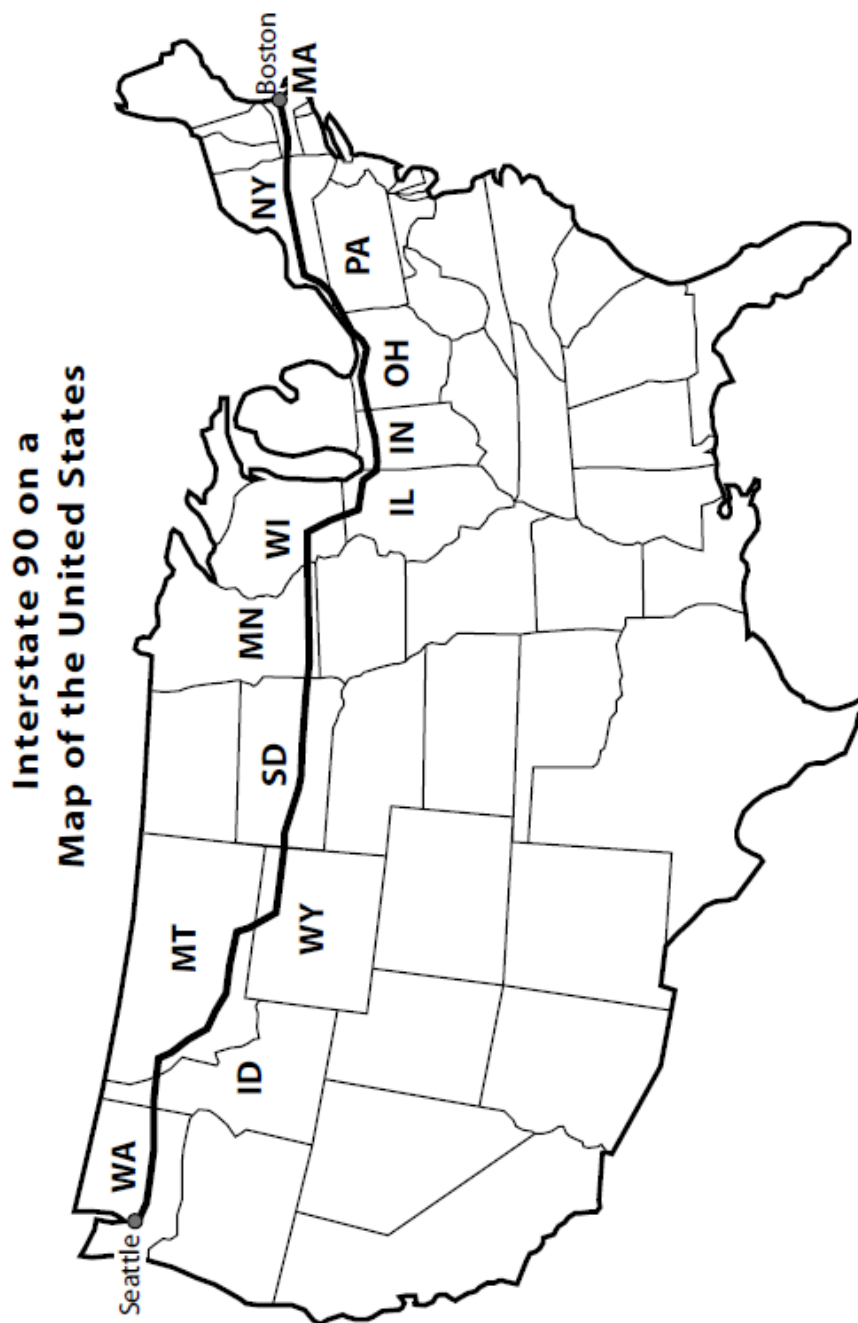 Interstate 90 on a
Map of the United States
Seattle
WA
ID
MT
WY
SD
MN
WI
IL
IN
OH
PA
NY
Boston
MA